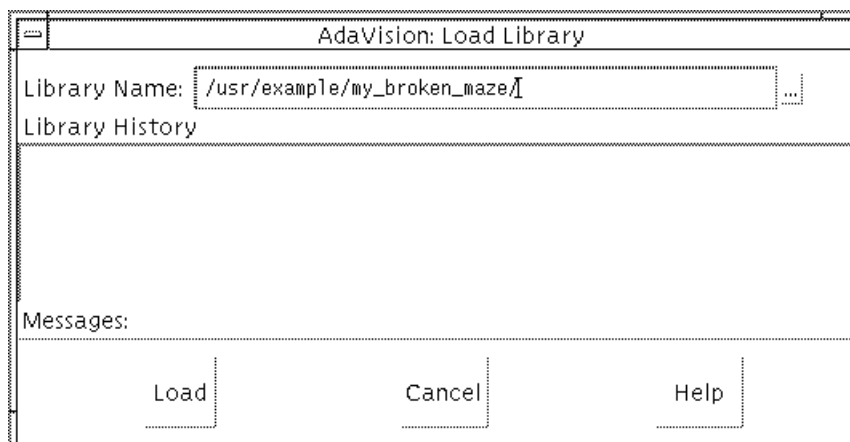 AdaVision: Load Library
Library Name: /usr/example/my_broken_maze/ ...
Library History
Messages:
Load Cancel Help